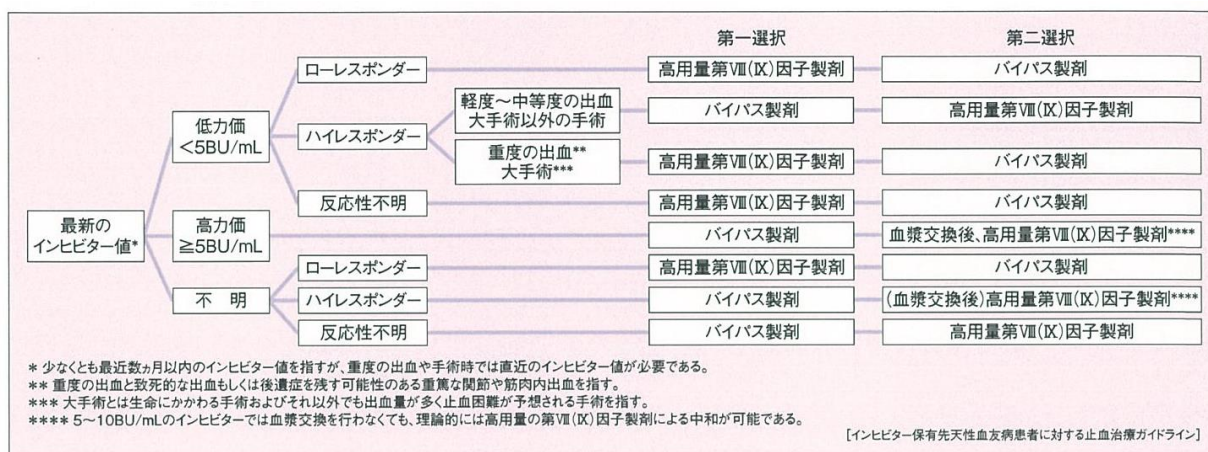 第一選択
第二選択
ローレスポンダー
高用量第Ⅷ(Ⅸ)因子製剤
バイパス製剤
低力価
<5BU/mL
ハイレスポンダー
軽度〜中等度の出血
大手術以外の手術
バイパス製剤
高用量第Ⅷ(Ⅸ)因子製剤
重度の出血**
大手術***
高用量第Ⅷ(Ⅸ)因子製剤
バイパス製剤
反応性不明
高用量第Ⅷ(Ⅸ)因子製剤
バイパス製剤
最新の
インヒビター値*
高力価
≧5BU/mL
バイパス製剤
血漿交換後、高用量第Ⅷ(Ⅸ)因子製剤****
不 明
ローレスポンダー
高用量第Ⅷ(Ⅸ)因子製剤
バイパス製剤
ハイレスポンダー
バイパス製剤
(血漿交換後)高用量第Ⅷ(Ⅸ)因子製剤****
反応性不明
バイパス製剤
高用量第Ⅷ(Ⅸ)因子製剤
* 少なくとも最近数ヵ月以内のインヒビター値を指すが、重度の出血や手術時では直近のインヒビター値が必要である。
** 重度の出血と致死的な出血もしくは後遺症を残す可能性のある重篤な関節や筋肉内出血を指す。
*** 大手術とは生命にかかわる手術およびそれ以外でも出血量が多く止血困難が予想される手術を指す。
**** 5〜10BU/mLのインヒビターでは血漿交換を行わなくても、理論的には高用量の第Ⅷ(Ⅸ)因子製剤による中和が可能である。
[インヒビター保有先天性血友病患者に対する止血治療ガイドライン]